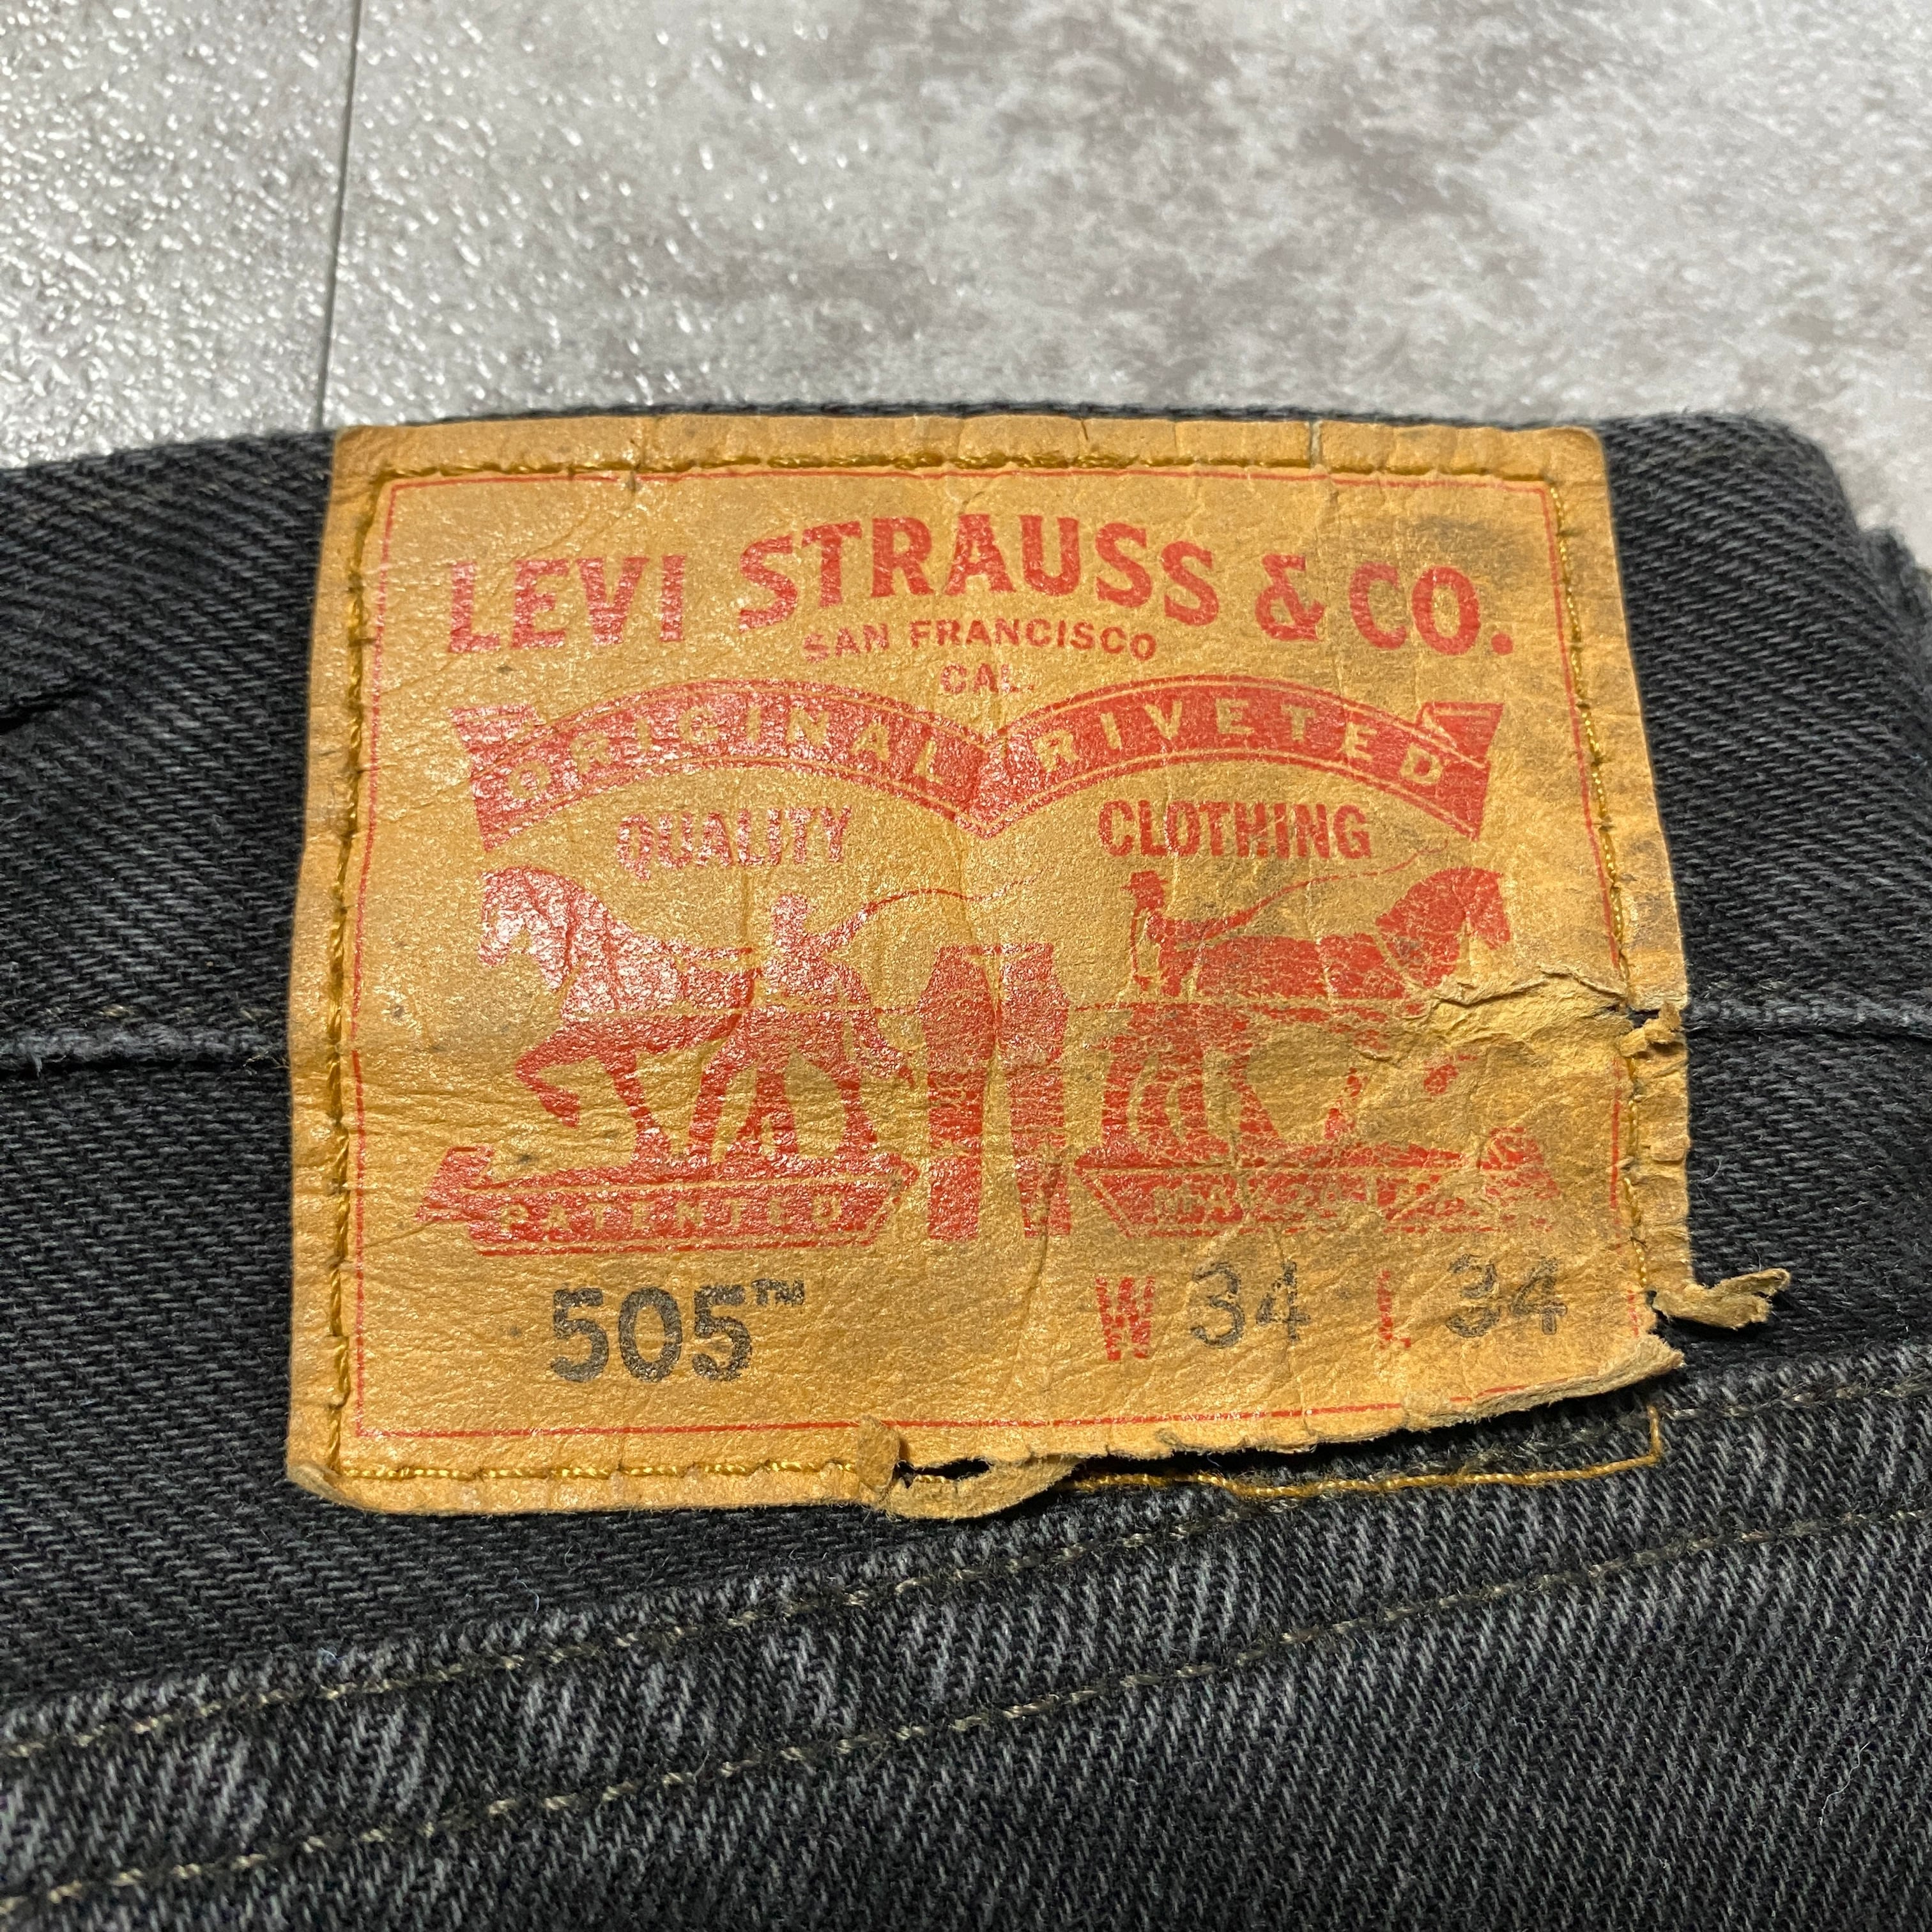 LEVI STRAUSS & CO.
SAN FRANCISCO
CAL.
ORIGINAL RIVETED
QUALITY CLOTHING
PATENTED
505™ W 34 L 34